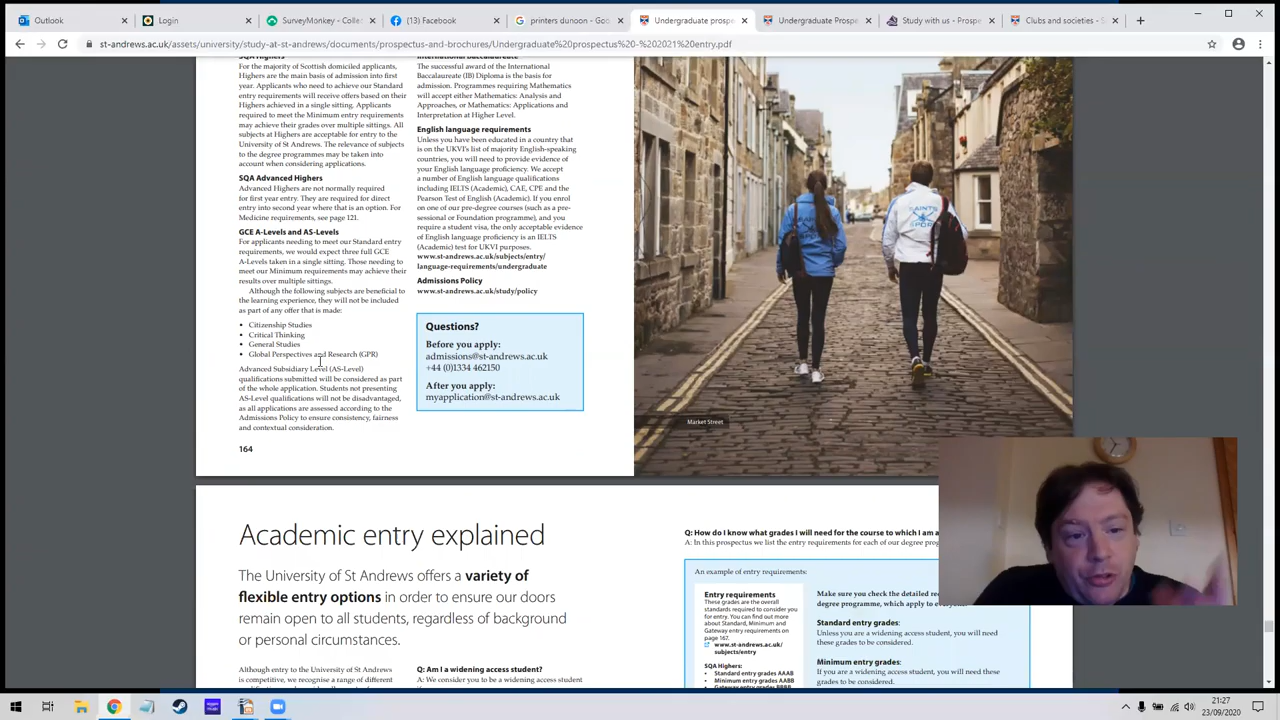 Outlook
Login
SurveyMonkey - Colle
(13) Facebook
printers dunoon - Goo
Undergraduate prospe
Undergraduate Prospe
Study with us - Prospe
Clubs and societies - S
st-andrews.ac.uk/assets/university/study-at-st-andrews/documents/prospectus-and-brochures/Undergraduate%20prospectus%20-%202021%20entry.pdf
SQA Highers
For the majority of Scottish domiciled applicants,
Highers are the main basis of admission into first
year. Applicants who need to achieve our Standard
entry requirements will receive offers based on their
Highers achieved in a single sitting. Applicants
required to meet the Minimum entry requirements
may achieve their grades over multiple sittings. All
subjects at Highers are acceptable for entry to the
University of St Andrews. The relevance of subjects
to the degree programmes may be taken into
account when considering applications.
SQA Advanced Highers
Advanced Highers are not normally required
for first year entry. They are required for direct
entry into second year where that is an option. For
Medicine requirements, see page 121.
GCE A-Levels and AS-Levels
For applicants needing to meet our Standard entry
requirements, we would expect three full GCE
A-Levels taken in a single sitting. Those needing to
meet our Minimum requirements may achieve their
results over multiple sittings.
Although the following subjects are beneficial to
the learning experience, they will not be included
as part of any offer that is made:
• Citizenship Studies
• Critical Thinking
• General Studies
• Global Perspectives and Research (GPR)
Advanced Subsidiary Level (AS-Level)
qualifications submitted will be considered as part
of the whole application. Students not presenting
AS-Level qualifications will not be disadvantaged,
as all applications are assessed according to the
Admissions Policy to ensure consistency, fairness
and contextual consideration.
164
International Baccalaureate
The successful award of the International
Baccalaureate (IB) Diploma is the basis for
admission. Programmes requiring Mathematics
will accept either Mathematics: Analysis and
Approaches, or Mathematics: Applications and
Interpretation at Higher Level.
English language requirements
Unless you have been educated in a country that
is on the UKVI's list of majority English-speaking
countries, you will need to provide evidence of
your English language proficiency. We accept
a number of English language qualifications
including IELTS (Academic), CAE, CPE and the
Pearson Test of English (Academic). If you enrol
on one of our pre-degree courses (such as a pre-
sessional or Foundation programme), and you
require a student visa, the only acceptable evidence
of English language proficiency is an IELTS
(Academic) test for UKVI purposes.
www.st-andrews.ac.uk/subjects/entry/
language-requirements/undergraduate
Admissions Policy
www.st-andrews.ac.uk/study/policy
Questions?
Before you apply:
admissions@st-andrews.ac.uk
+44 (0)1334 462150
After you apply:
myapplication@st-andrews.ac.uk
SAINTS
SPORT
Market Street
Academic entry explained
The University of St Andrews offers a variety of
flexible entry options in order to ensure our doors
remain open to all students, regardless of background
or personal circumstances.
Although entry to the University of St Andrews
is competitive, we recognise a range of different
Q: Am I a widening access student?
A: We consider you to be a widening access student
Q: How do I know what grades I will need for the course to which I am a
A: In this prospectus we list the entry requirements for each of our degree pro
An example of entry requirements:
Entry requirements
These grades are the overall
standards required to consider you
for entry. You can find out more
about Standard, Minimum and
Gateway entry requirements on
page 167.
www.st-andrews.ac.uk/
subjects/entry
SQA Highers:
• Standard entry grades AAAB
• Minimum entry grades AABB
• Gateway entry grades BBBB
Make sure you check the detailed re
degree programme, which apply to everyone.
Standard entry grades:
Unless you are a widening access student, you will need
these grades to be considered.
Minimum entry grades:
If you are a widening access student, you will need these
grades to be considered.
21:27
23/09/2020